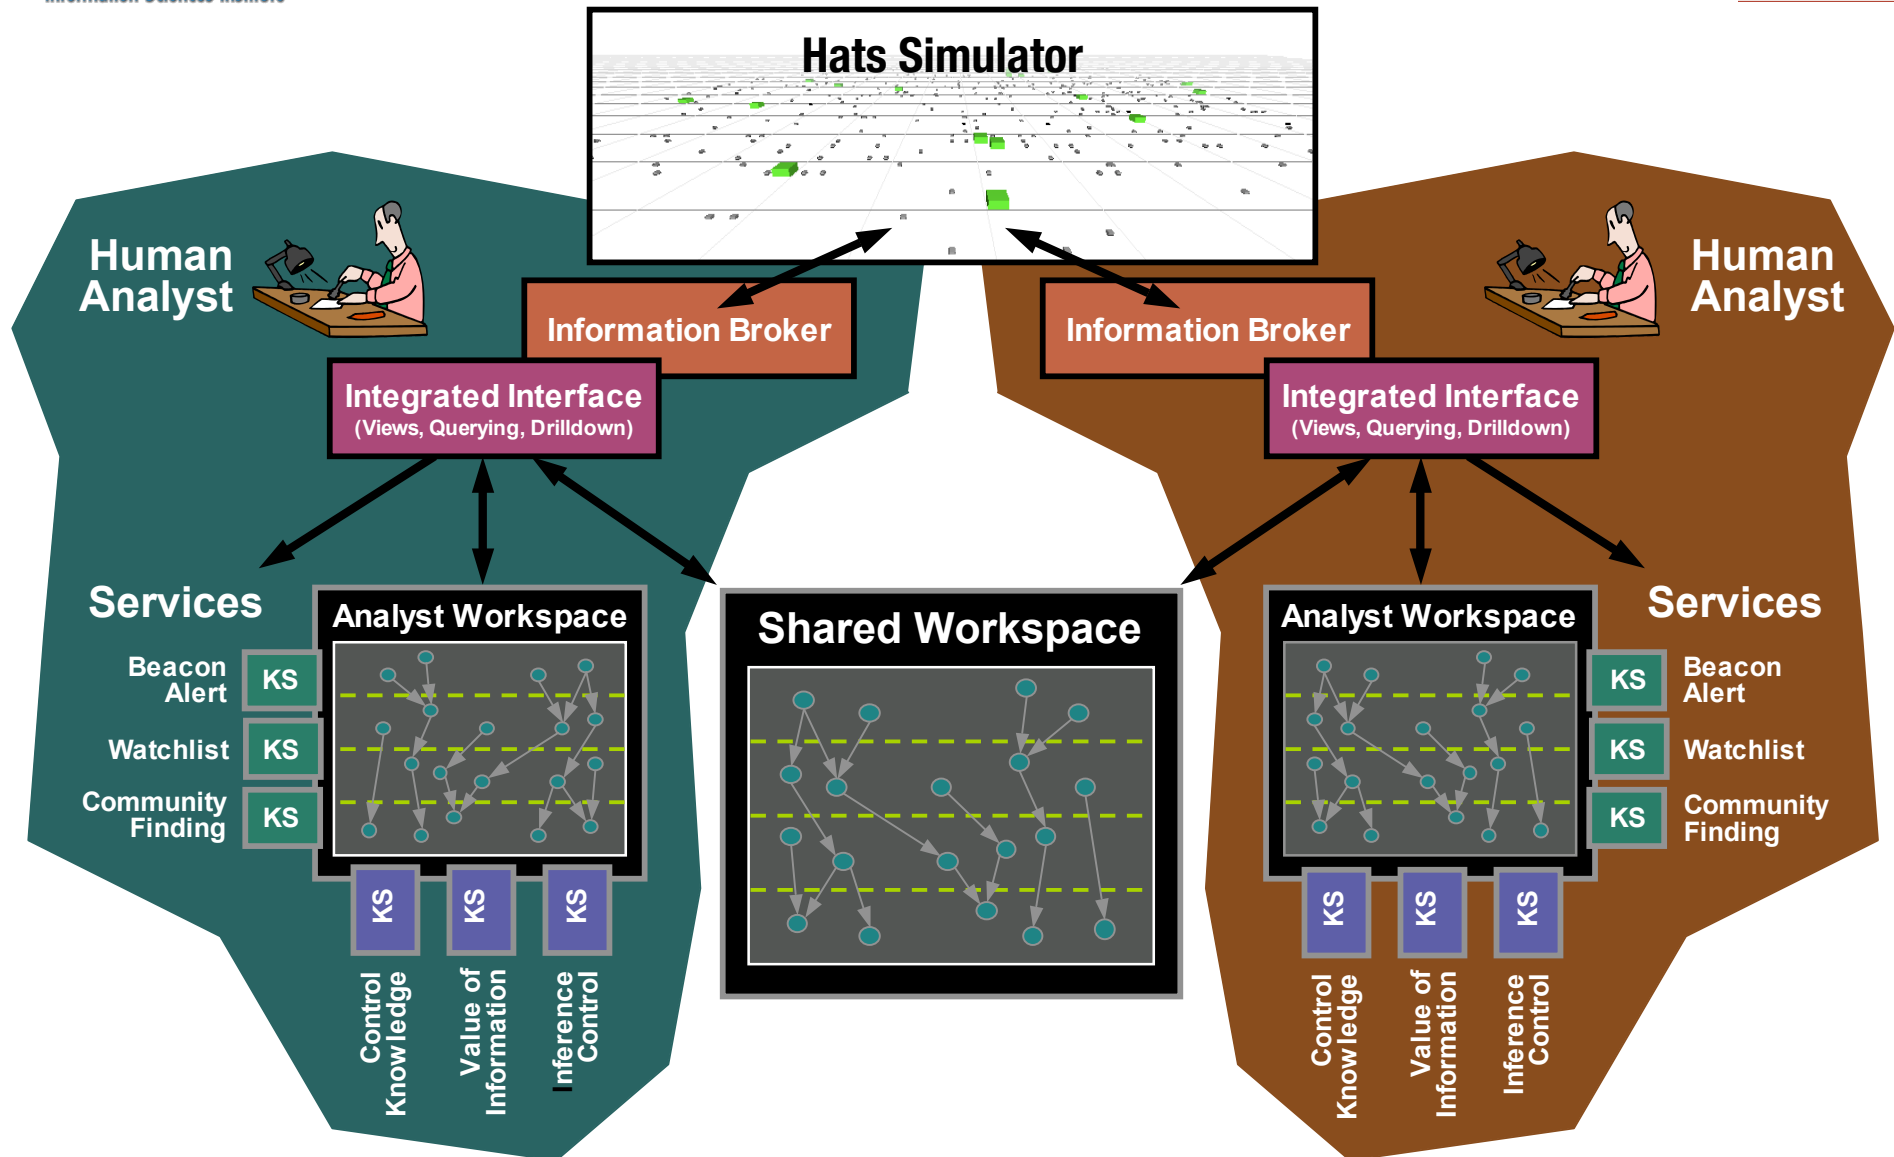 Information Sciences Institute
Hats Simulator
Human
Analyst
Information Broker
Integrated Interface
(Views, Querying, Drilldown)
Services
Analyst Workspace
Beacon
Alert
KS
Watchlist
KS
Community
Finding
KS
KS
KS
KS
Control
Knowledge
Value of
Information
Inference
Control
Shared Workspace
Human
Analyst
Information Broker
Integrated Interface
(Views, Querying, Drilldown)
Services
Analyst Workspace
KS
Beacon
Alert
KS
Watchlist
KS
Community
Finding
KS
KS
KS
Control
Knowledge
Value of
Information
Inference
Control